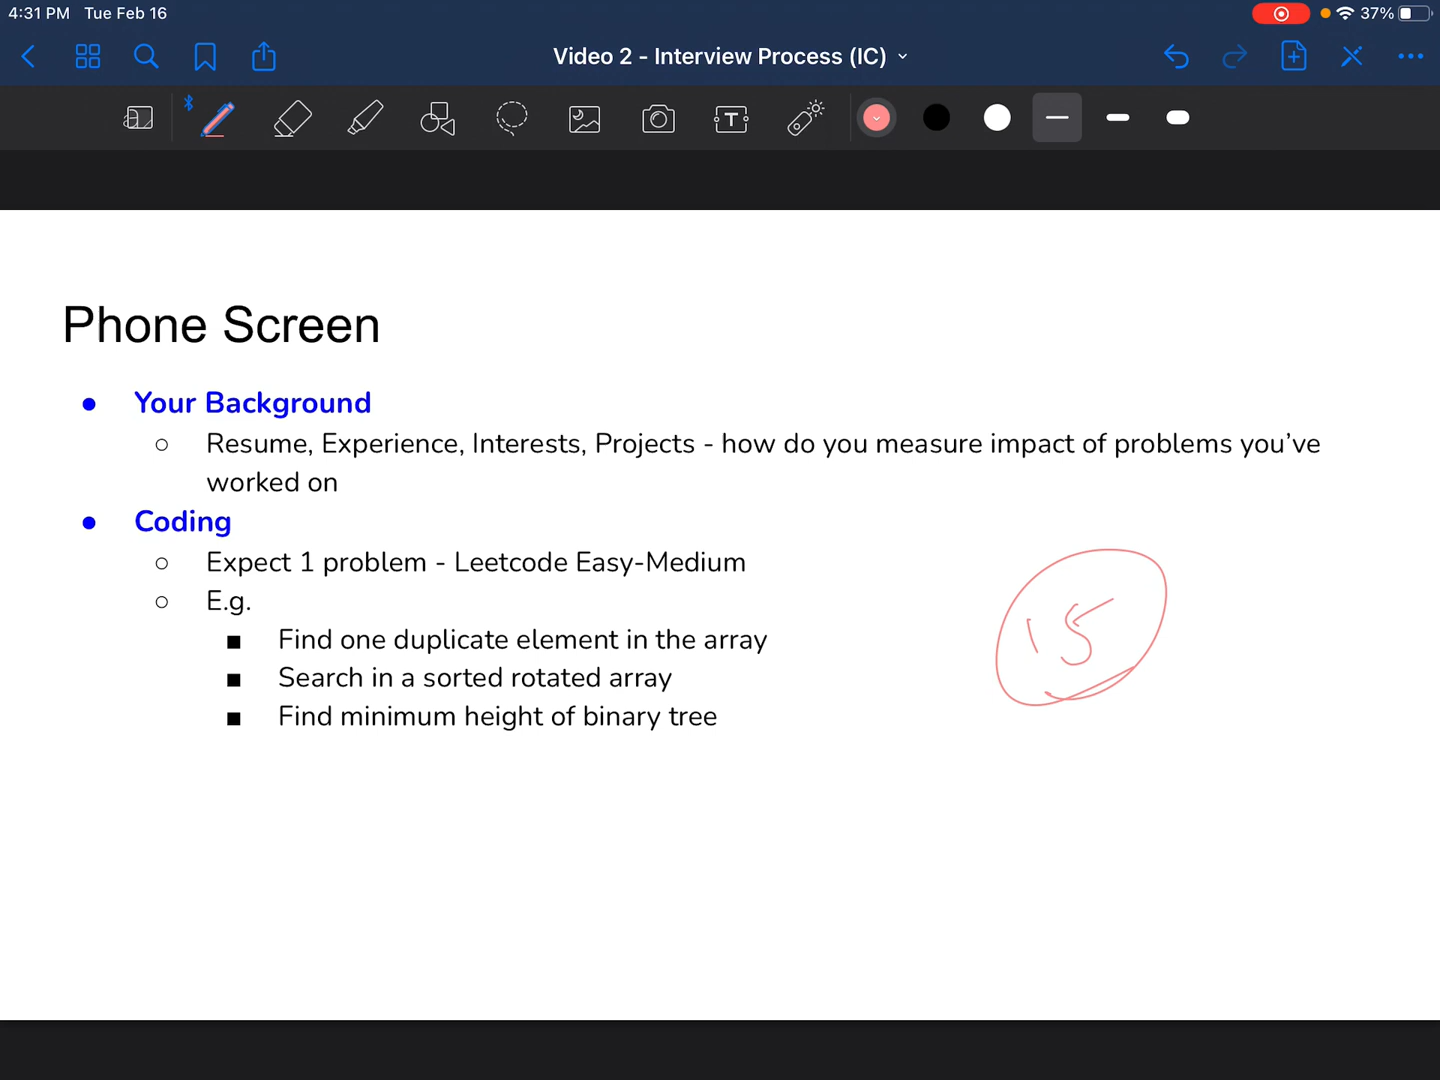 4:31 PM Tue Feb 16
37%
Video 2 - Interview Process (IC)
a
T
Phone Screen
● Your Background
○ Resume, Experience, Interests, Projects - how do you measure impact of problems you’ve
worked on
● Coding
○ Expect 1 problem - Leetcode Easy-Medium
○ E.g.
■ Find one duplicate element in the array
■ Search in a sorted rotated array
■ Find minimum height of binary tree
15